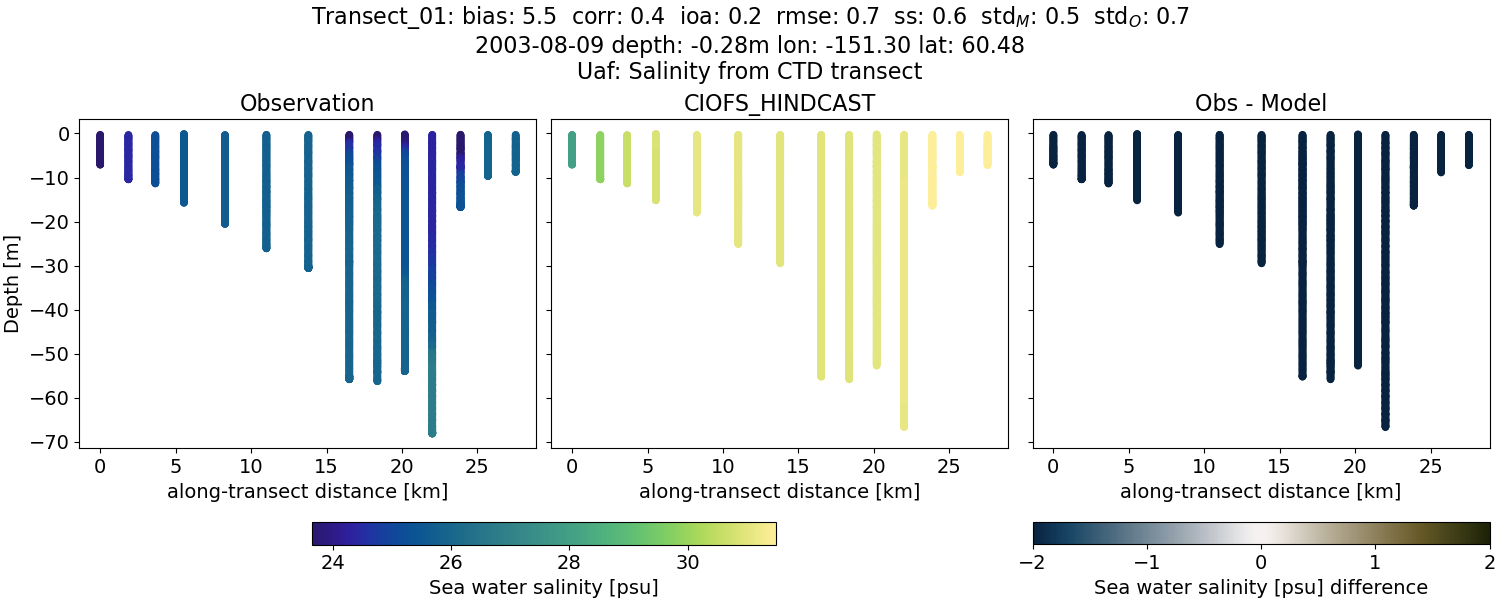 Transect_01: bias: 5.5 corr: 0.4 ioa: 0.2 rmse: 0.7 ss: 0.6 std_M: 0.5 std_O: 0.7
2003-08-09 depth: -0.28m lon: -151.30 lat: 60.48
Uaf: Salinity from CTD transect
Observation CIOFS_HINDCAST Obs - Model
0
−10
−20
−30
−40
−50
−60
−70
Depth [m]
0 5 10 15 20 25 0 5 10 15 20 25 0 5 10 15 20 25
along-transect distance [km] along-transect distance [km] along-transect distance [km]
24 26 28 30 −2 −1 0 1 2
Sea water salinity [psu] Sea water salinity [psu] difference